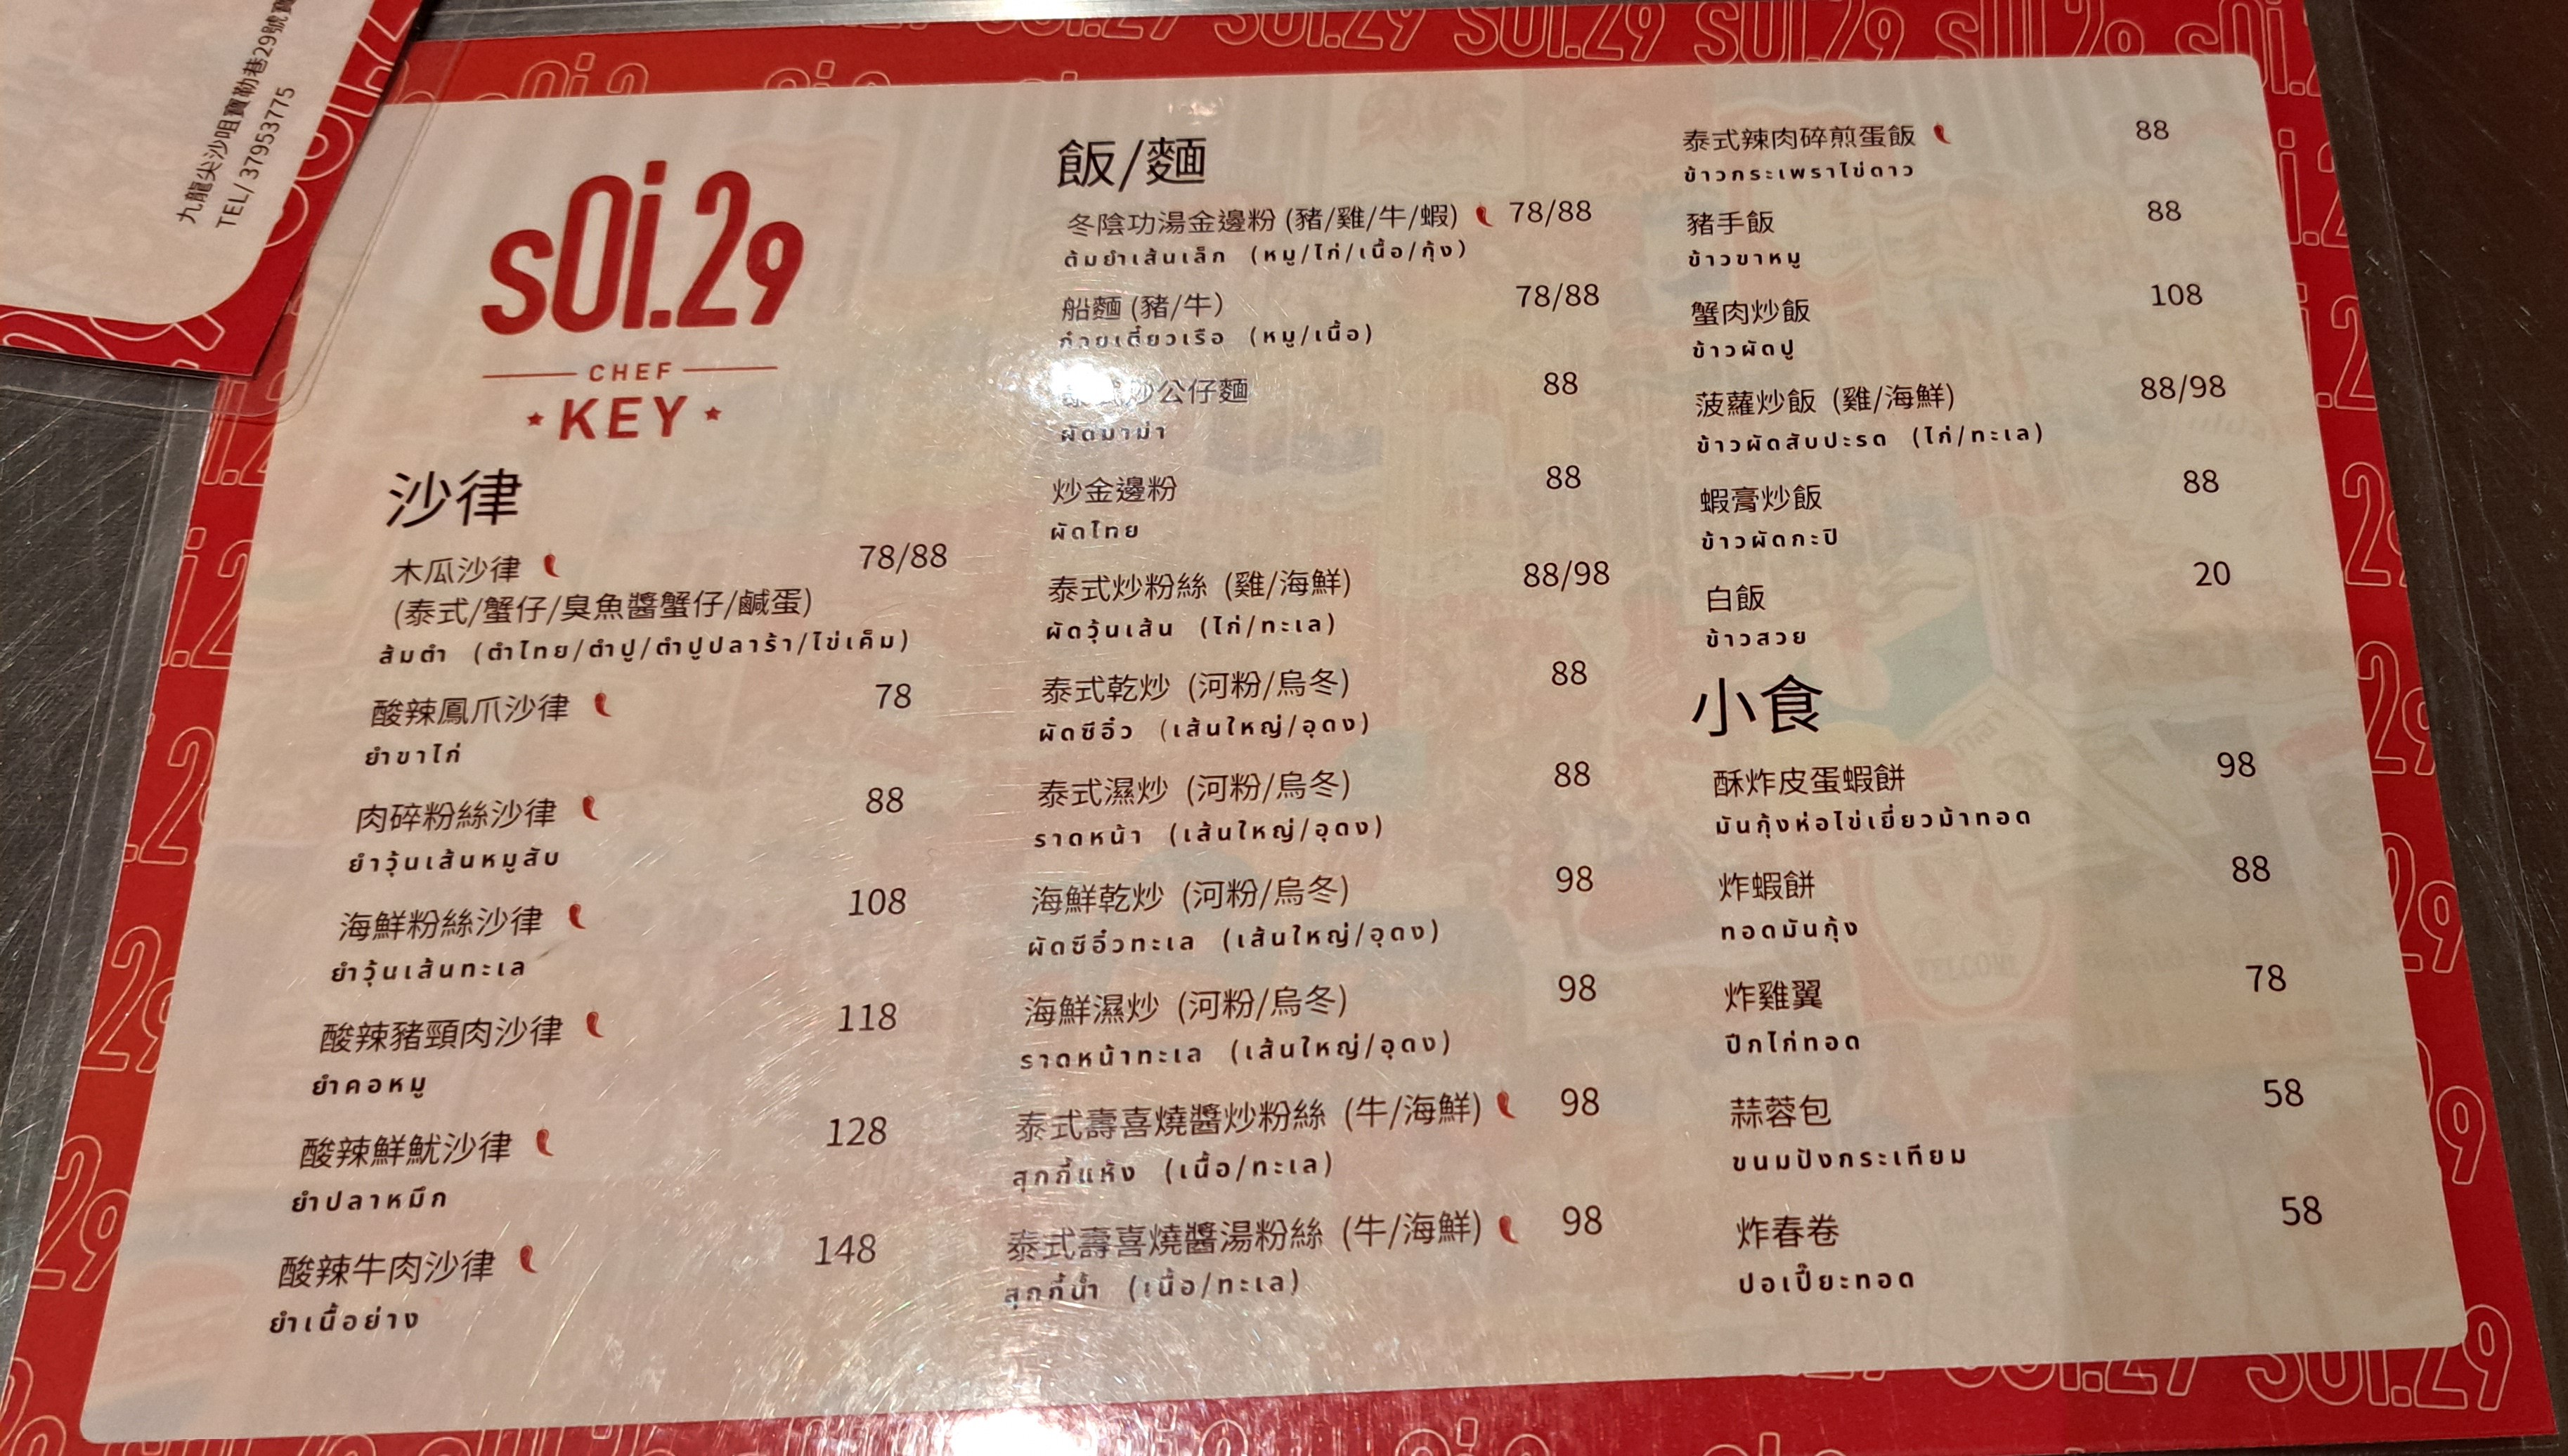 九龍尖沙咀寶勒巷29號
TEL/ 37953775
sOi.29
CHEF
KEY
沙律
木瓜沙律 78/88
(泰式/蟹仔/臭魚醬蟹仔/鹹蛋)
ส้มตำ (ตำไทย/ตำปู/ตำปูปลาร้า/ไข่เค็ม)
酸辣鳳爪沙律 78
ยำขาไก่
肉碎粉絲沙律 88
ยำวุ้นเส้นหมูสับ
海鮮粉絲沙律 108
ยำวุ้นเส้นทะเล
酸辣豬頸肉沙律 118
ยำคอหมู
酸辣鮮魷沙律 128
ยำปลาหมึก
酸辣牛肉沙律 148
ยำเนื้อย่าง
飯/麵
冬陰功湯金邊粉 (豬/雞/牛/蝦) 78/88
ต้มยำเส้นเล็ก (หมู/ไก่/เนื้อ/กุ้ง)
船麵 (豬/牛) 78/88
ก๋วยเตี๋ยวเรือ (หมู/เนื้อ)
炒公仔麵 88
ผัดมาม่า
炒金邊粉 88
ผัดไทย
泰式炒粉絲 (雞/海鮮) 88/98
ผัดวุ้นเส้น (ไก่/ทะเล)
泰式乾炒 (河粉/烏冬) 88
ผัดซีอิ๋ว (เส้นใหญ่/อุดง)
泰式濕炒 (河粉/烏冬) 88
ราดหน้า (เส้นใหญ่/อุดง)
海鮮乾炒 (河粉/烏冬) 98
ผัดซีอิ๋วทะเล (เส้นใหญ่/อุดง)
海鮮濕炒 (河粉/烏冬) 98
ราดหน้าทะเล (เส้นใหญ่/อุดง)
泰式壽喜燒醬炒粉絲 (牛/海鮮) 98
สุกกี้แห้ง (เนื้อ/ทะเล)
泰式壽喜燒醬湯粉絲 (牛/海鮮) 98
สุกกี้น้ำ (เนื้อ/ทะเล)
泰式辣肉碎煎蛋飯 88
ข้าวกระเพราไข่ดาว
豬手飯 88
ข้าวขาหมู
蟹肉炒飯 108
ข้าวผัดปู
菠蘿炒飯 (雞/海鮮) 88/98
ข้าวผัดสับปะรด (ไก่/ทะเล)
蝦膏炒飯 88
ข้าวผัดกะปิ
白飯 20
ข้าวสวย
小食
酥炸皮蛋蝦餅 98
มันกุ้งห่อไข่เยี่ยวม้าทอด
炸蝦餅 88
ทอดมันกุ้ง
炸雞翼 78
ปีกไก่ทอด
蒜蓉包 58
ขนมปังกระเทียม
炸春卷 58
ปอเปี๊ยะทอด